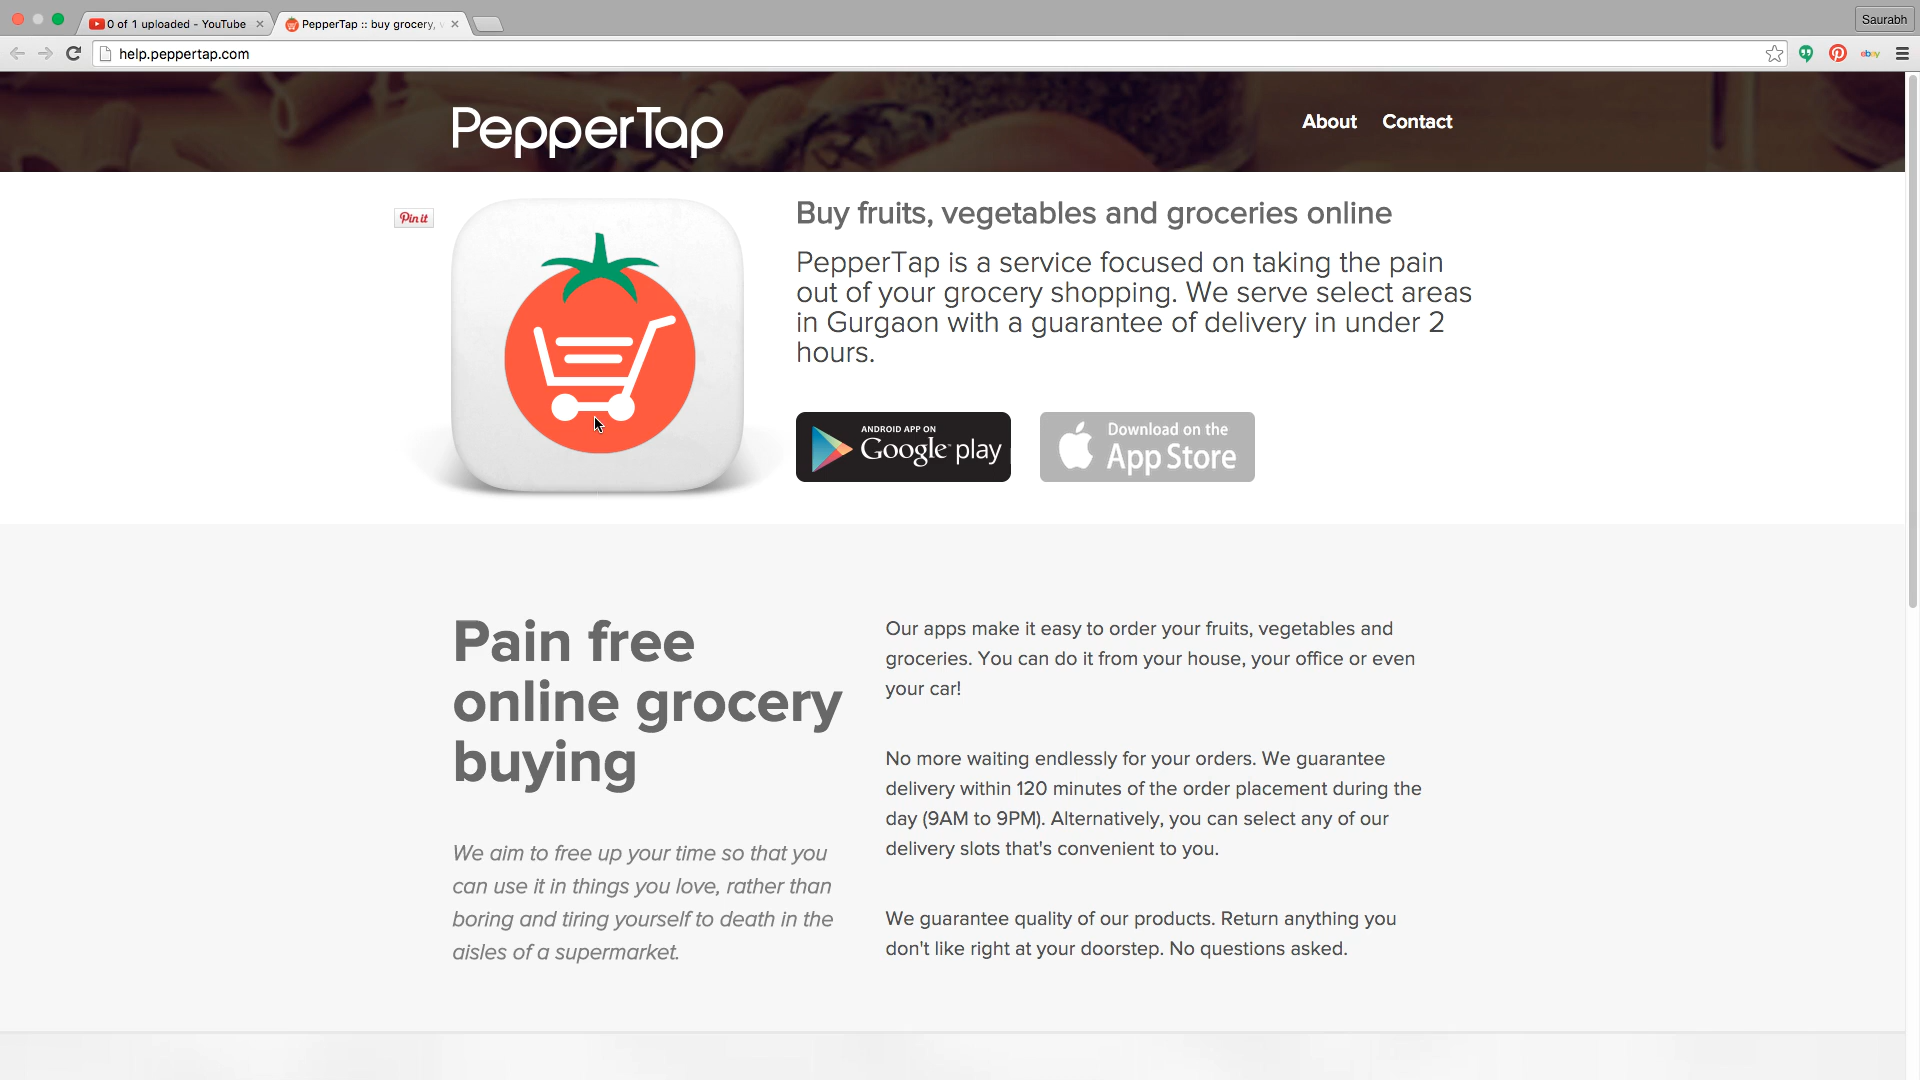 0 of 1 uploaded - YouTube
PepperTap :: buy grocery,
Saurabh
help.peppertap.com
ebay
PepperTap
About
Contact
Pin it
Buy fruits, vegetables and groceries online
PepperTap is a service focused on taking the pain
out of your grocery shopping. We serve select areas
in Gurgaon with a guarantee of delivery in under 2
hours.
ANDROID APP ON
Google play
Download on the
App Store
Pain free
online grocery
buying
We aim to free up your time so that you
can use it in things you love, rather than
boring and tiring yourself to death in the
aisles of a supermarket.
Our apps make it easy to order your fruits, vegetables and
groceries. You can do it from your house, your office or even
your car!
No more waiting endlessly for your orders. We guarantee
delivery within 120 minutes of the order placement during the
day (9AM to 9PM). Alternatively, you can select any of our
delivery slots that's convenient to you.
We guarantee quality of our products. Return anything you
don't like right at your doorstep. No questions asked.